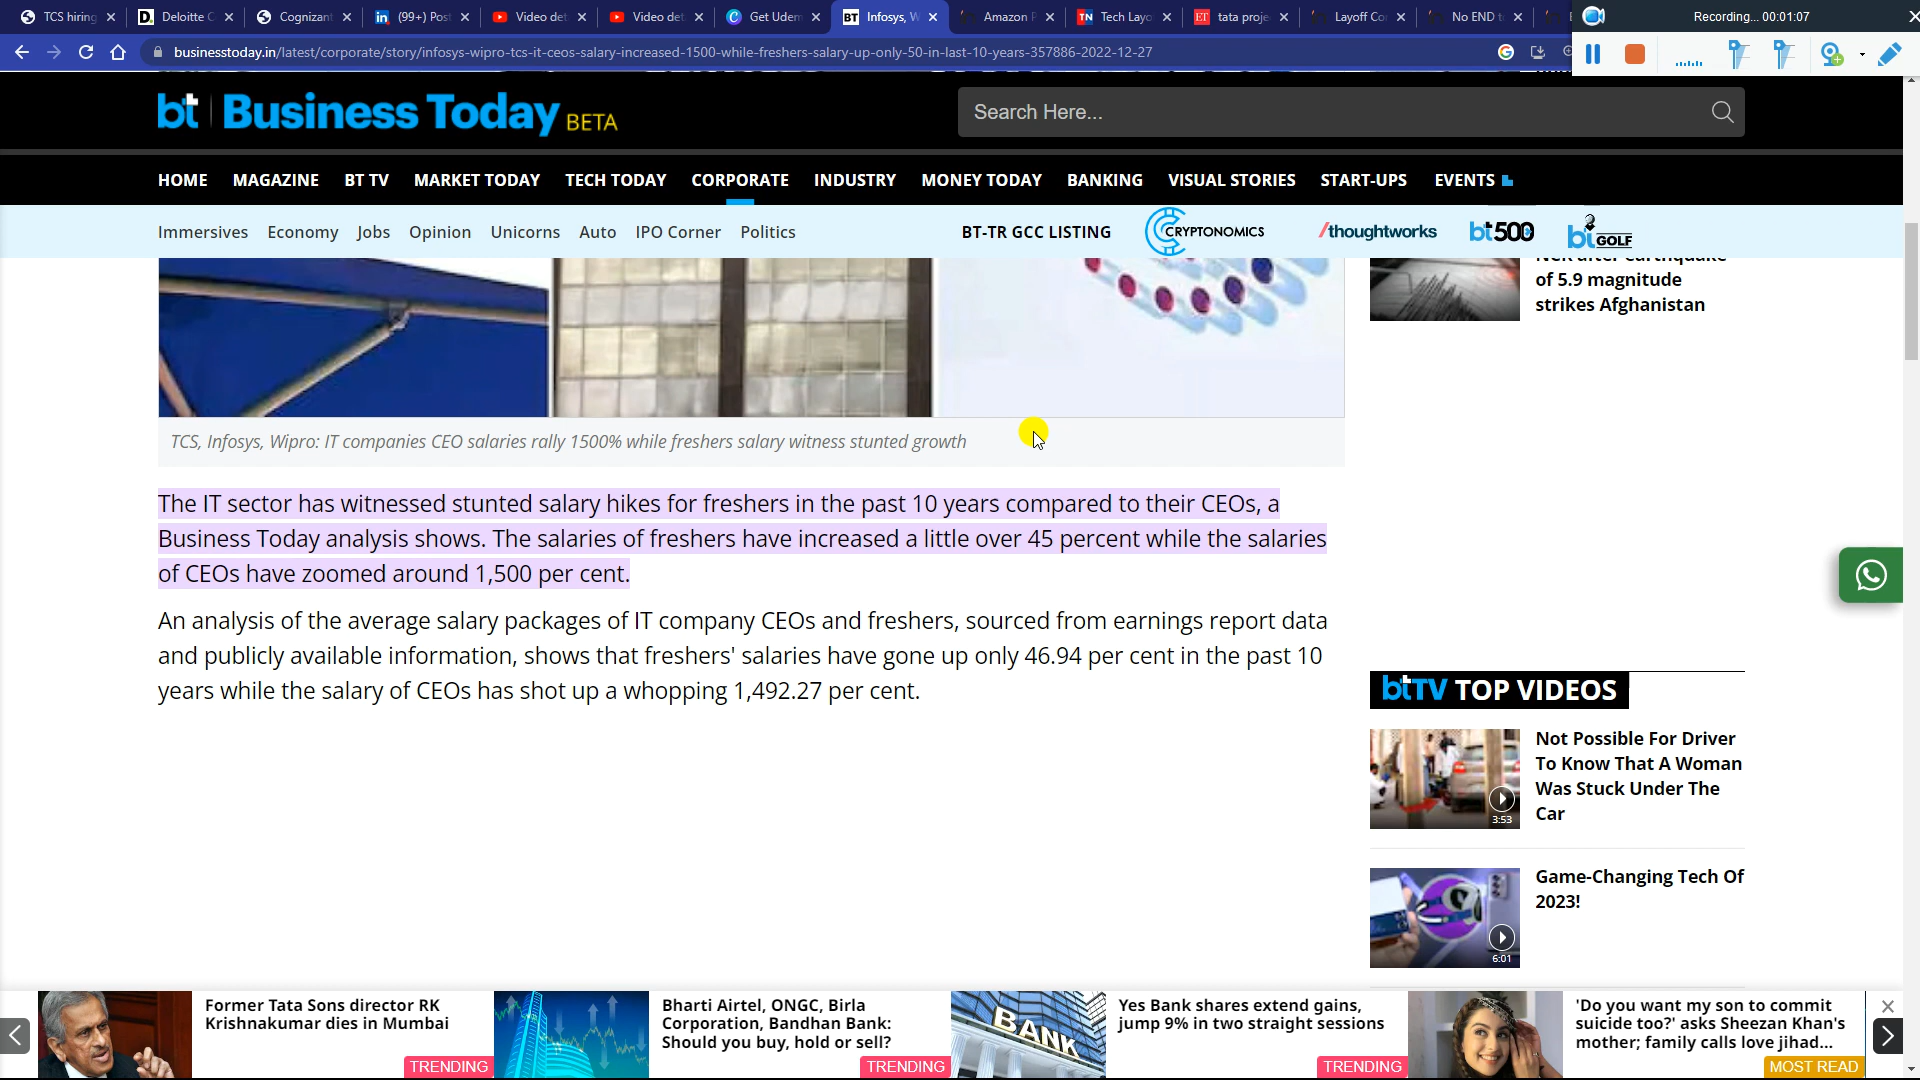 TCS hiring
Deloitte C
Cognizant
(99+) Post
Video det
Video det
Get Udem
Infosys, W
Amazon P
Tech Layo
tata proje
Layoff Co
No END t
Recording... 00:01:07
businesstoday.in/latest/corporate/story/infosys-wipro-tcs-it-ceos-salary-increased-1500-while-freshers-salary-up-only-50-in-last-10-years-357886-2022-12-27
bt Business Today BETA
Search Here...
HOME MAGAZINE BT TV MARKET TODAY TECH TODAY CORPORATE INDUSTRY MONEY TODAY BANKING VISUAL STORIES START-UPS EVENTS
Immersives Economy Jobs Opinion Unicorns Auto IPO Corner Politics BT-TR GCC LISTING CRYPTONOMICS /thoughtworks bt500 bt GOLF
NCR after earthquake
of 5.9 magnitude
strikes Afghanistan
TCS, Infosys, Wipro: IT companies CEO salaries rally 1500% while freshers salary witness stunted growth
The IT sector has witnessed stunted salary hikes for freshers in the past 10 years compared to their CEOs, a
Business Today analysis shows. The salaries of freshers have increased a little over 45 percent while the salaries
of CEOs have zoomed around 1,500 per cent.
An analysis of the average salary packages of IT company CEOs and freshers, sourced from earnings report data
and publicly available information, shows that freshers' salaries have gone up only 46.94 per cent in the past 10
years while the salary of CEOs has shot up a whopping 1,492.27 per cent.
btTV TOP VIDEOS
Not Possible For Driver
To Know That A Woman
Was Stuck Under The
Car
3:53
Game-Changing Tech Of
2023!
6:01
Former Tata Sons director RK
Krishnakumar dies in Mumbai
TRENDING
Bharti Airtel, ONGC, Birla
Corporation, Bandhan Bank:
Should you buy, hold or sell?
TRENDING
BANK
Yes Bank shares extend gains,
jump 9% in two straight sessions
TRENDING
'Do you want my son to commit
suicide too?' asks Sheezan Khan's
mother; family calls love jihad...
MOST READ